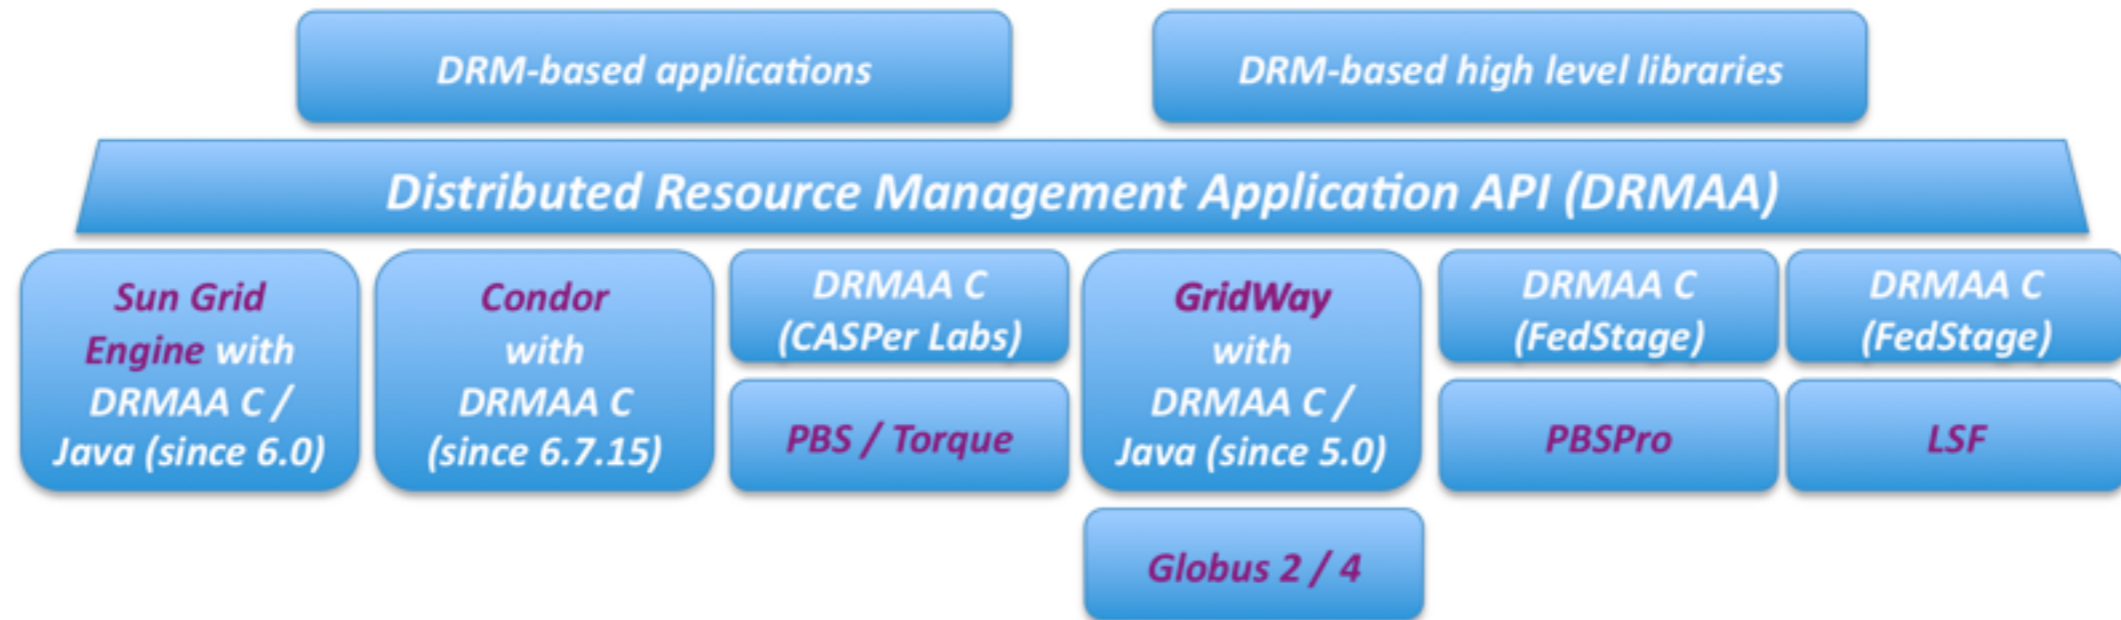 DRM-based applications
DRM-based high level libraries
Distributed Resource Management Application API (DRMAA)
Sun Grid
Engine with
DRMAA C /
Java (since 6.0)
Condor
with
DRMAA C
(since 6.7.15)
DRMAA C
(CASPer Labs)
PBS / Torque
GridWay
with
DRMAA C /
Java (since 5.0)
Globus 2 / 4
DRMAA C
(FedStage)
PBSPro
DRMAA C
(FedStage)
LSF